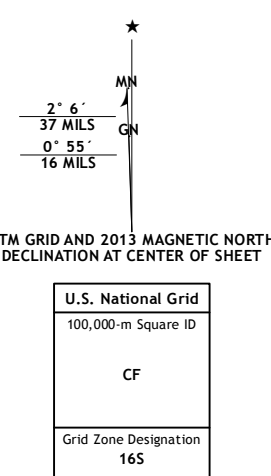 ★
MN
2° 6´
37 MILS
GN
0° 55´
16 MILS
TM GRID AND 2013 MAGNETIC NORTH
DECLINATION AT CENTER OF SHEET
U.S. National Grid
100,000-m Square ID
CF
Grid Zone Designation
16S